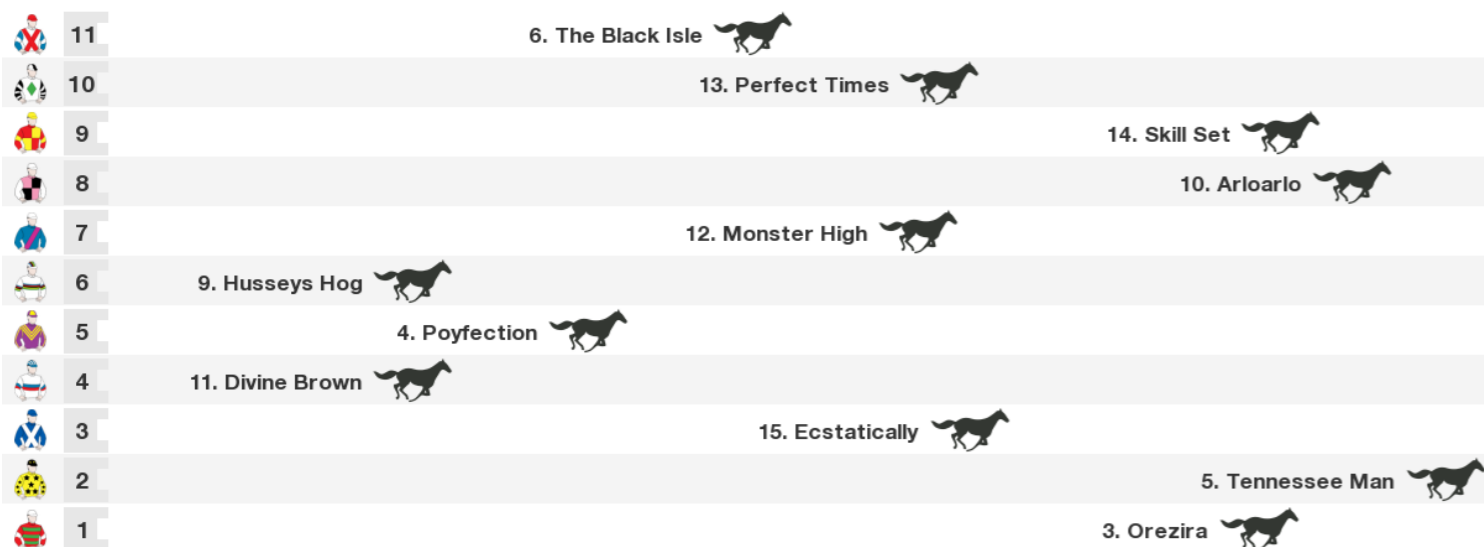 11 6. The Black Isle
10 13. Perfect Times
9 14. Skill Set
8 10. Arloarlo
7 12. Monster High
6 9. Husseys Hog
5 4. Poyfection
4 11. Divine Brown
3 15. Ecstatically
2 5. Tennessee Man
1 3. Orezira